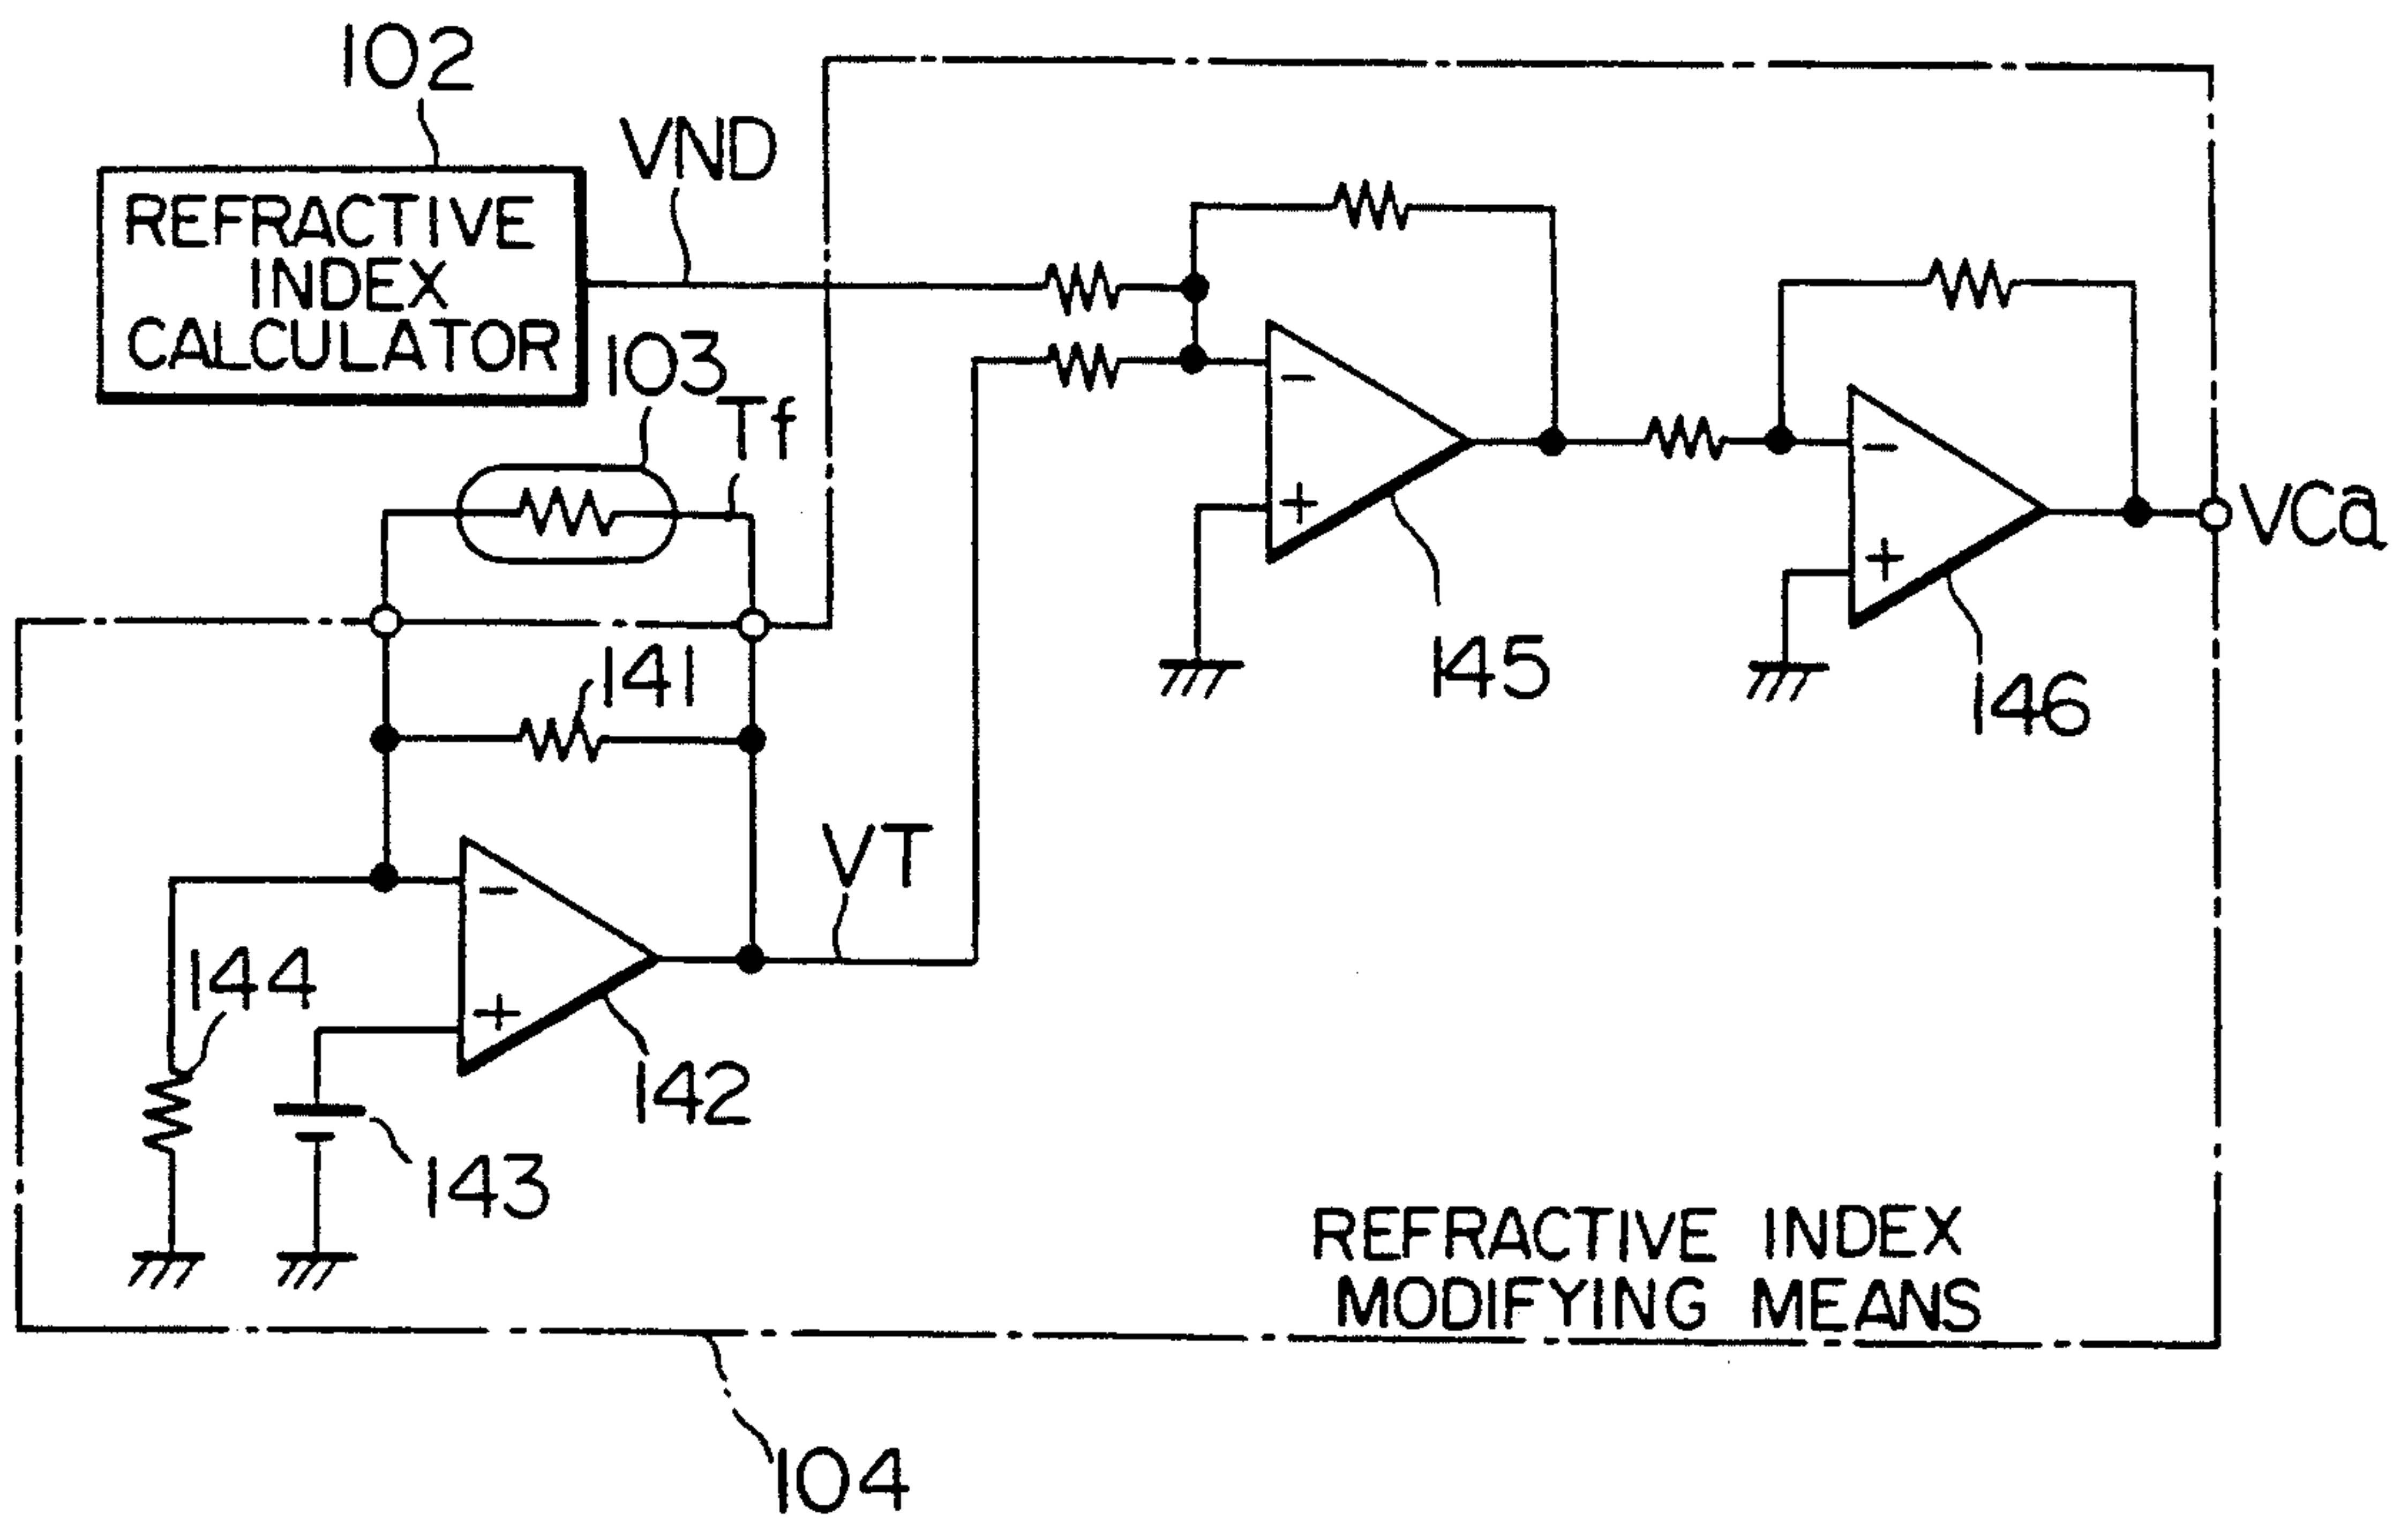 102
VND
REFRACTIVE
INDEX
CALCULATOR
103
Tf
−
+
145
−
+
146
VCa
141
VT
−
+
142
144
143
REFRACTIVE INDEX
MODIFYING MEANS
104